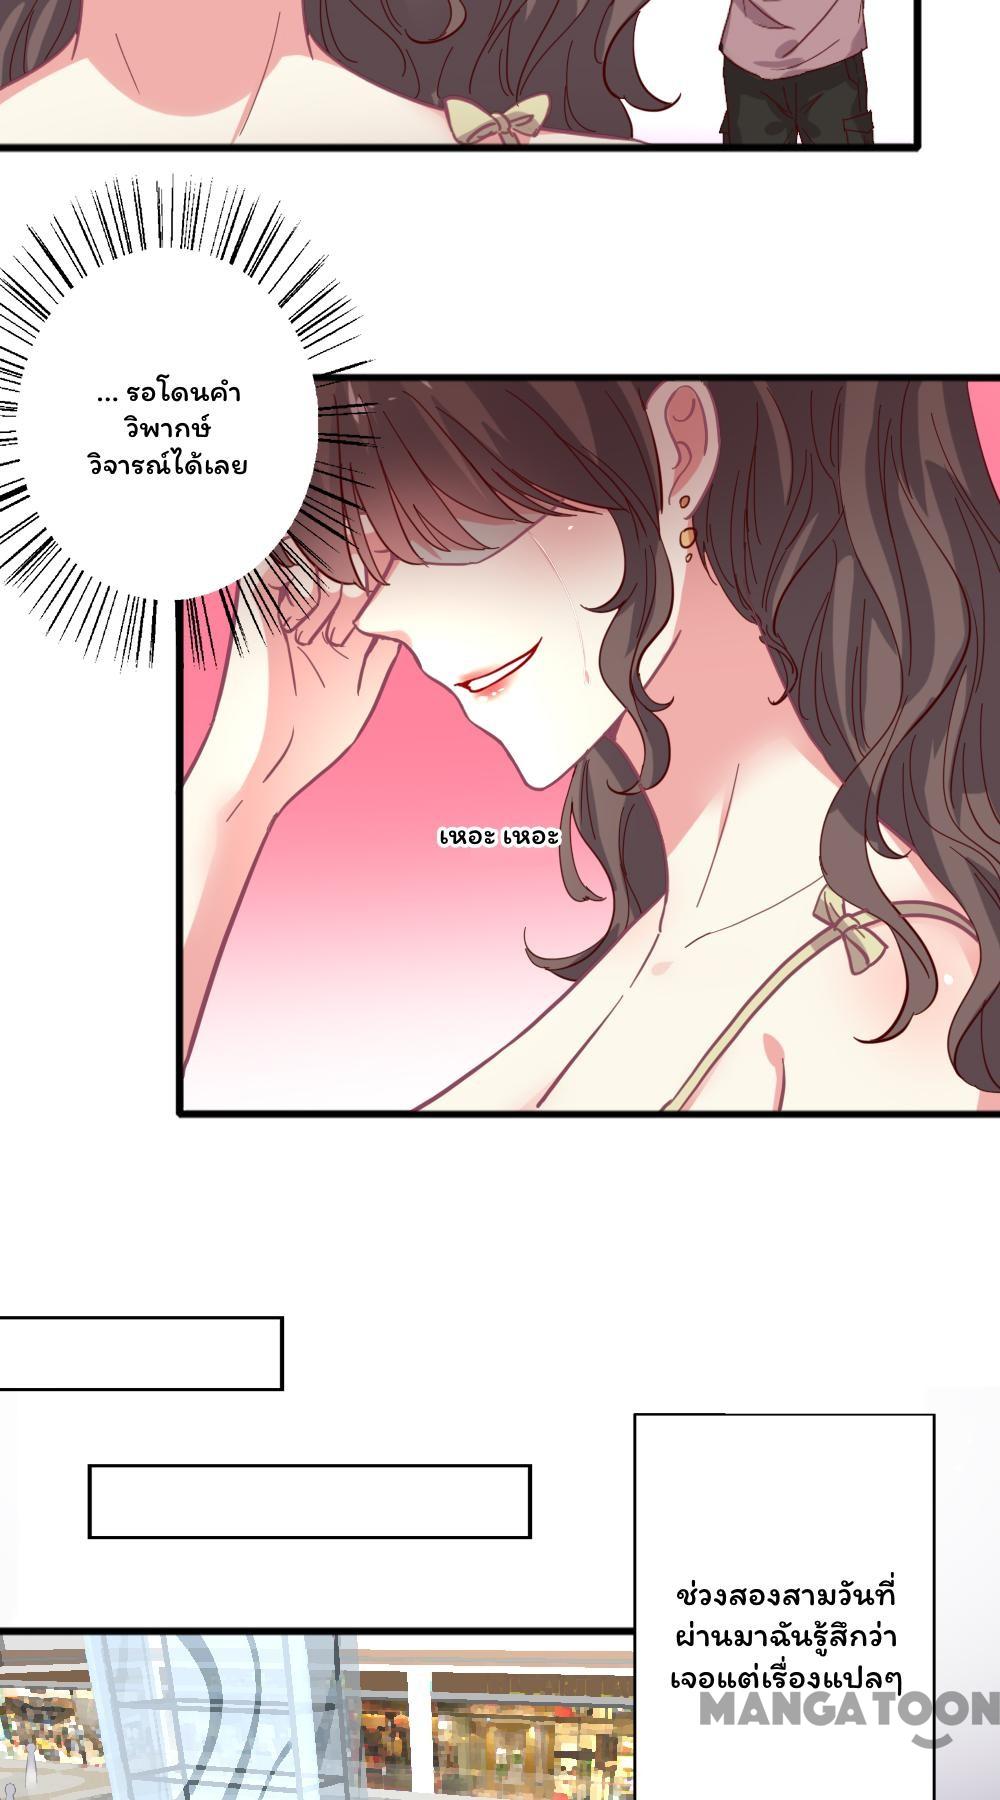 ... รอโดนคำ
วิพากษ์
วิจารณ์ได้เลย
เหอะ เหอะ
ช่วงสองสามวันที่
ผ่านมาฉันรู้สึกว่า
เจอแต่เรื่องแปลๆ
MANGATOON